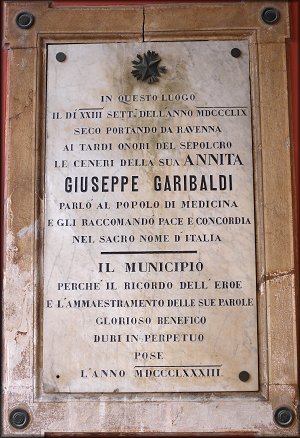 IN QUESTO LUOGO
IL DÌ XXIII SETT. DELL'ANNO MDCCCLIX
SECO PORTANDO DA RAVENNA
AI TARDI ONORI DEL SEPOLCRO
LE CENERI DELLA SUA ANNITA
GIUSEPPE GARIBALDI
PARLÒ AL POPOLO DI MEDICINA
E GLI RACCOMANDÒ PACE E CONCORDIA
NEL SACRO NOME D'ITALIA
IL MUNICIPIO
PERCHÈ IL RICORDO DELL'EROE
E L'AMMAESTRAMENTO DELLE SUE PAROLE
GLORIOSO BENEFICO
DURI IN PERPETUO
POSE
L'ANNO MDCCCLXXXIII.